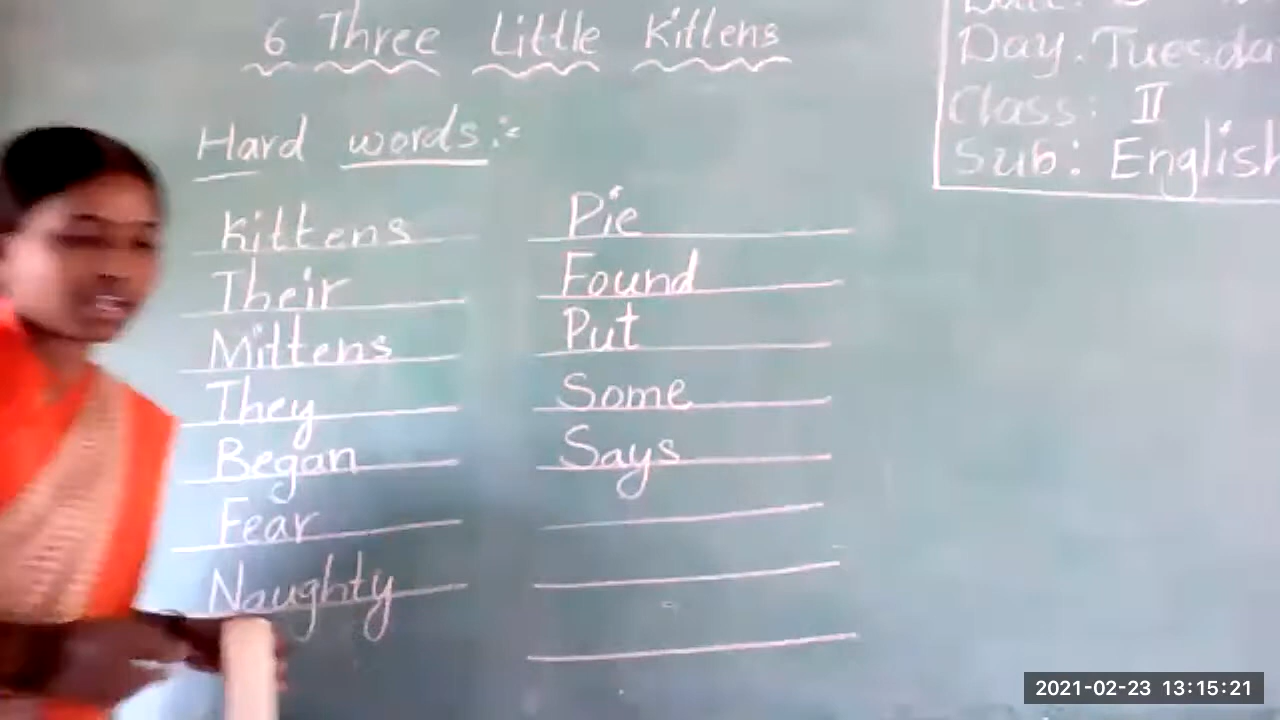 6 Three Little Kittens
Hard words:-
Kittens
Their
Mittens
They
Began
Fear
Naughty
Pie
Found
Put
Some
Says
Day. Tuesda
Class: II
Sub: English
2021-02-23 13:15:21